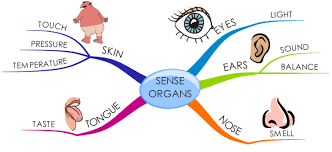 TOUCH
PRESSURE
TEMPERATURE
SKIN
EYES
LIGHT
EARS
SOUND
BALANCE
SENSE
ORGANS
TASTE
TONGUE
NOSE
SMELL